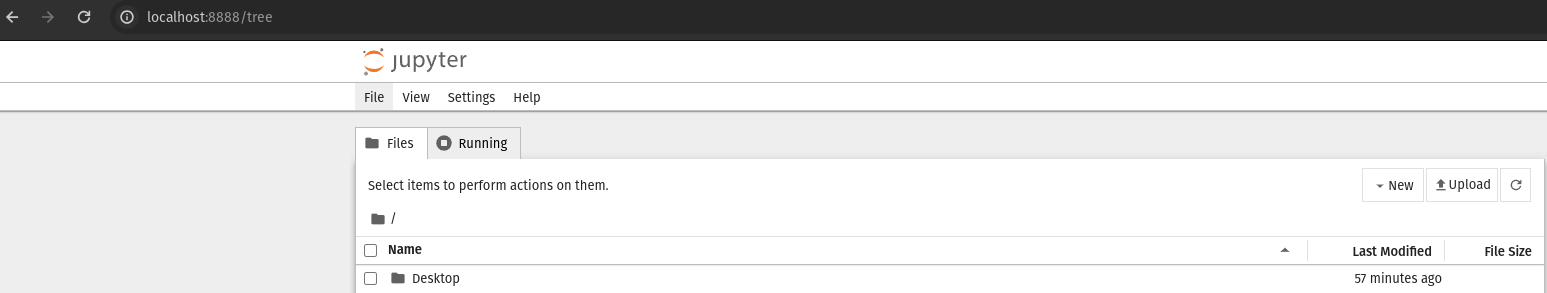 localhost:8888/tree
jupyter
File View Settings Help
Files Running
Select items to perform actions on them. New Upload
/
Name Last Modified File Size
Desktop 57 minutes ago